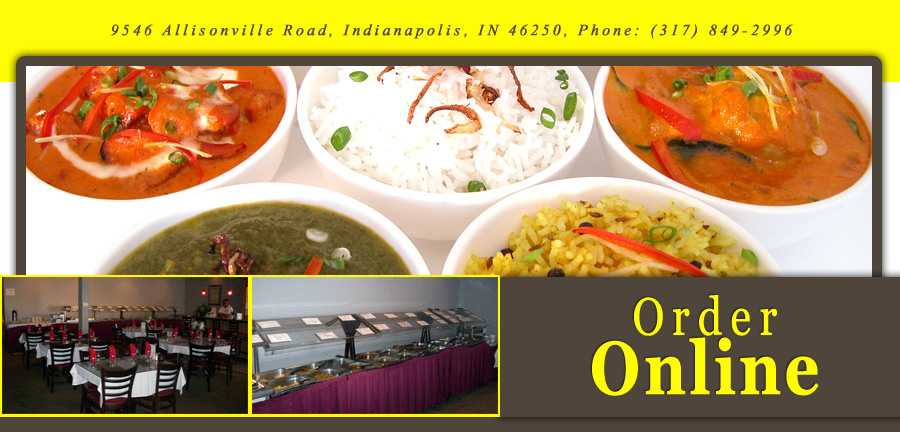 9546 Allisonville Road, Indianapolis, IN 46250, Phone: (317) 849-2996
Order
Online